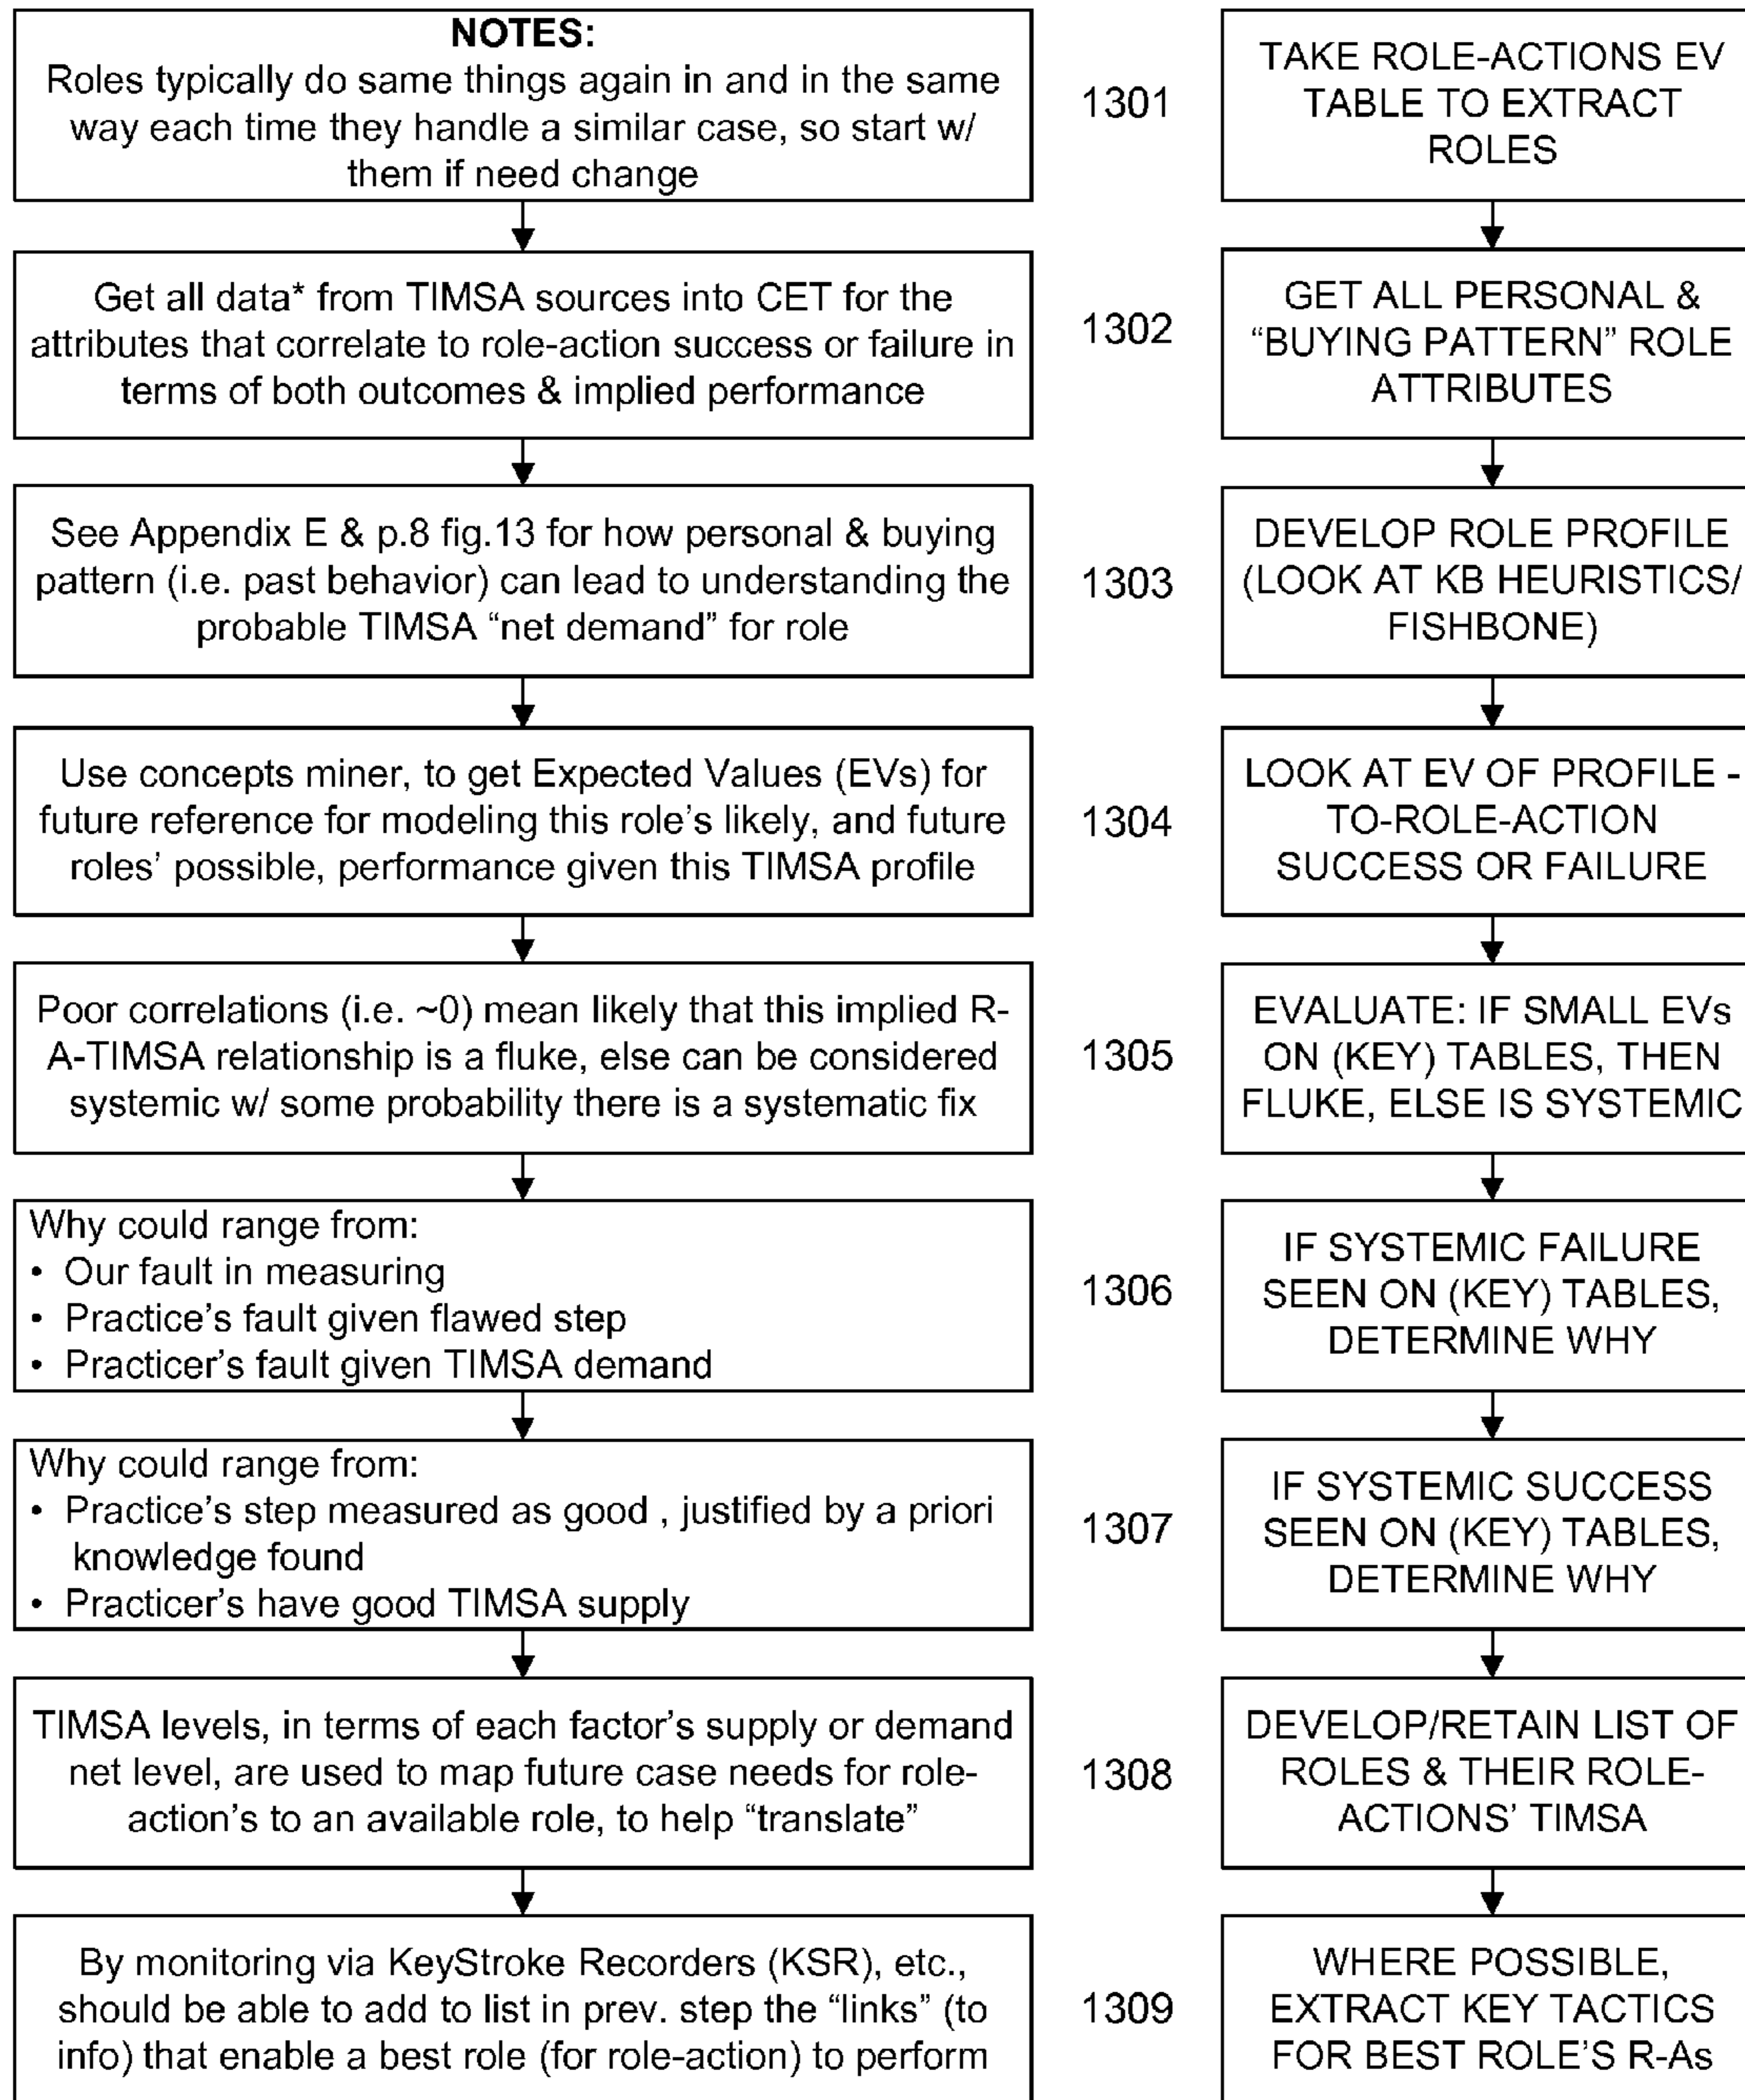 NOTES:
Roles typically do same things again in and in the same
way each time they handle a similar case, so start w/
them if need change
1301
TAKE ROLE-ACTIONS EV
TABLE TO EXTRACT
ROLES
Get all data* from TIMSA sources into CET for the
attributes that correlate to role-action success or failure in
terms of both outcomes & implied performance
1302
GET ALL PERSONAL &
“BUYING PATTERN” ROLE
ATTRIBUTES
See Appendix E & p.8 fig.13 for how personal & buying
pattern (i.e. past behavior) can lead to understanding the
probable TIMSA “net demand” for role
1303
DEVELOP ROLE PROFILE
(LOOK AT KB HEURISTICS/
FISHBONE)
Use concepts miner, to get Expected Values (EVs) for
future reference for modeling this role’s likely, and future
roles’ possible, performance given this TIMSA profile
1304
LOOK AT EV OF PROFILE -
TO-ROLE-ACTION
SUCCESS OR FAILURE
Poor correlations (i.e. ~0) mean likely that this implied R-
A-TIMSA relationship is a fluke, else can be considered
systemic w/ some probability there is a systematic fix
1305
EVALUATE: IF SMALL EVs
ON (KEY) TABLES, THEN
FLUKE, ELSE IS SYSTEMIC
Why could range from:
• Our fault in measuring
• Practice’s fault given flawed step
• Practicer’s fault given TIMSA demand
1306
IF SYSTEMIC FAILURE
SEEN ON (KEY) TABLES,
DETERMINE WHY
Why could range from:
• Practice’s step measured as good , justified by a priori
knowledge found
• Practicer’s have good TIMSA supply
1307
IF SYSTEMIC SUCCESS
SEEN ON (KEY) TABLES,
DETERMINE WHY
TIMSA levels, in terms of each factor’s supply or demand
net level, are used to map future case needs for role-
action’s to an available role, to help “translate”
1308
DEVELOP/RETAIN LIST OF
ROLES & THEIR ROLE-
ACTIONS’ TIMSA
By monitoring via KeyStroke Recorders (KSR), etc.,
should be able to add to list in prev. step the “links” (to
info) that enable a best role (for role-action) to perform
1309
WHERE POSSIBLE,
EXTRACT KEY TACTICS
FOR BEST ROLE’S R-As